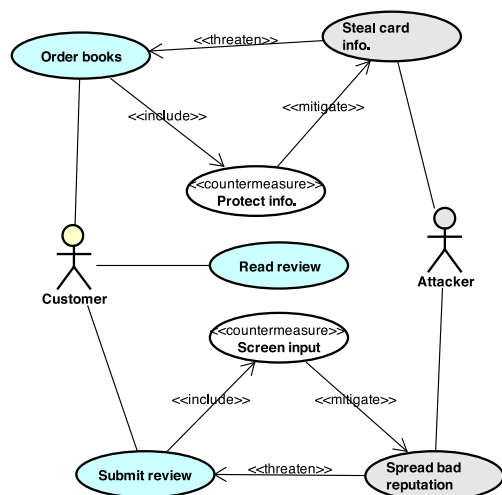 Steal card
info.
<<threaten>>
Order books
<<include>>
<<mitigate>>
<<countermeasure>>
Protect info.
Customer
Read review
Attacker
<<countermeasure>>
Screen input
<<include>>
<<mitigate>>
Submit review
<<threaten>>
Spread bad
reputation